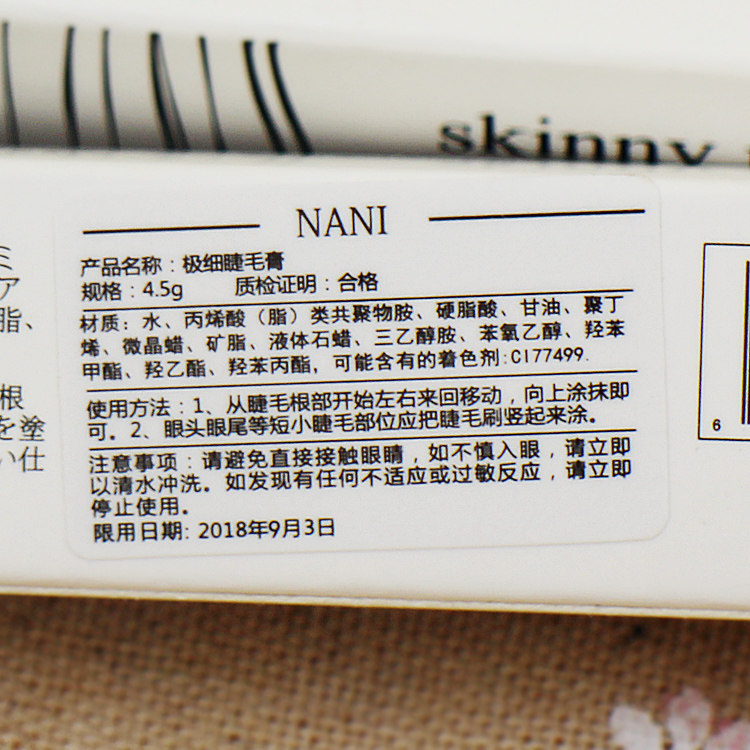 skinny
NANI
产品名称：极细睫毛膏
规格：4.5g 质检证明：合格
材质：水、丙烯酸（脂）类共聚物胺、硬脂酸、甘油、聚丁
烯、微晶蜡、矿脂、液体石蜡、三乙醇胺、苯氧乙醇、羟苯
甲酯、羟乙酯、羟苯丙酯，可能含有的着色剂:CI77499.
使用方法：1、从睫毛根部开始左右来回移动，向上涂抹即
可。2、眼头眼尾等短小睫毛部位应把睫毛刷竖起来涂。
注意事项：请避免直接接触眼睛，如不慎入眼，请立即
以清水冲洗。如发现有任何不适应或过敏反应，请立即
停止使用。
限用日期: 2018年9月3日
ミ
ア
脂、
根
を塗
い仕
6